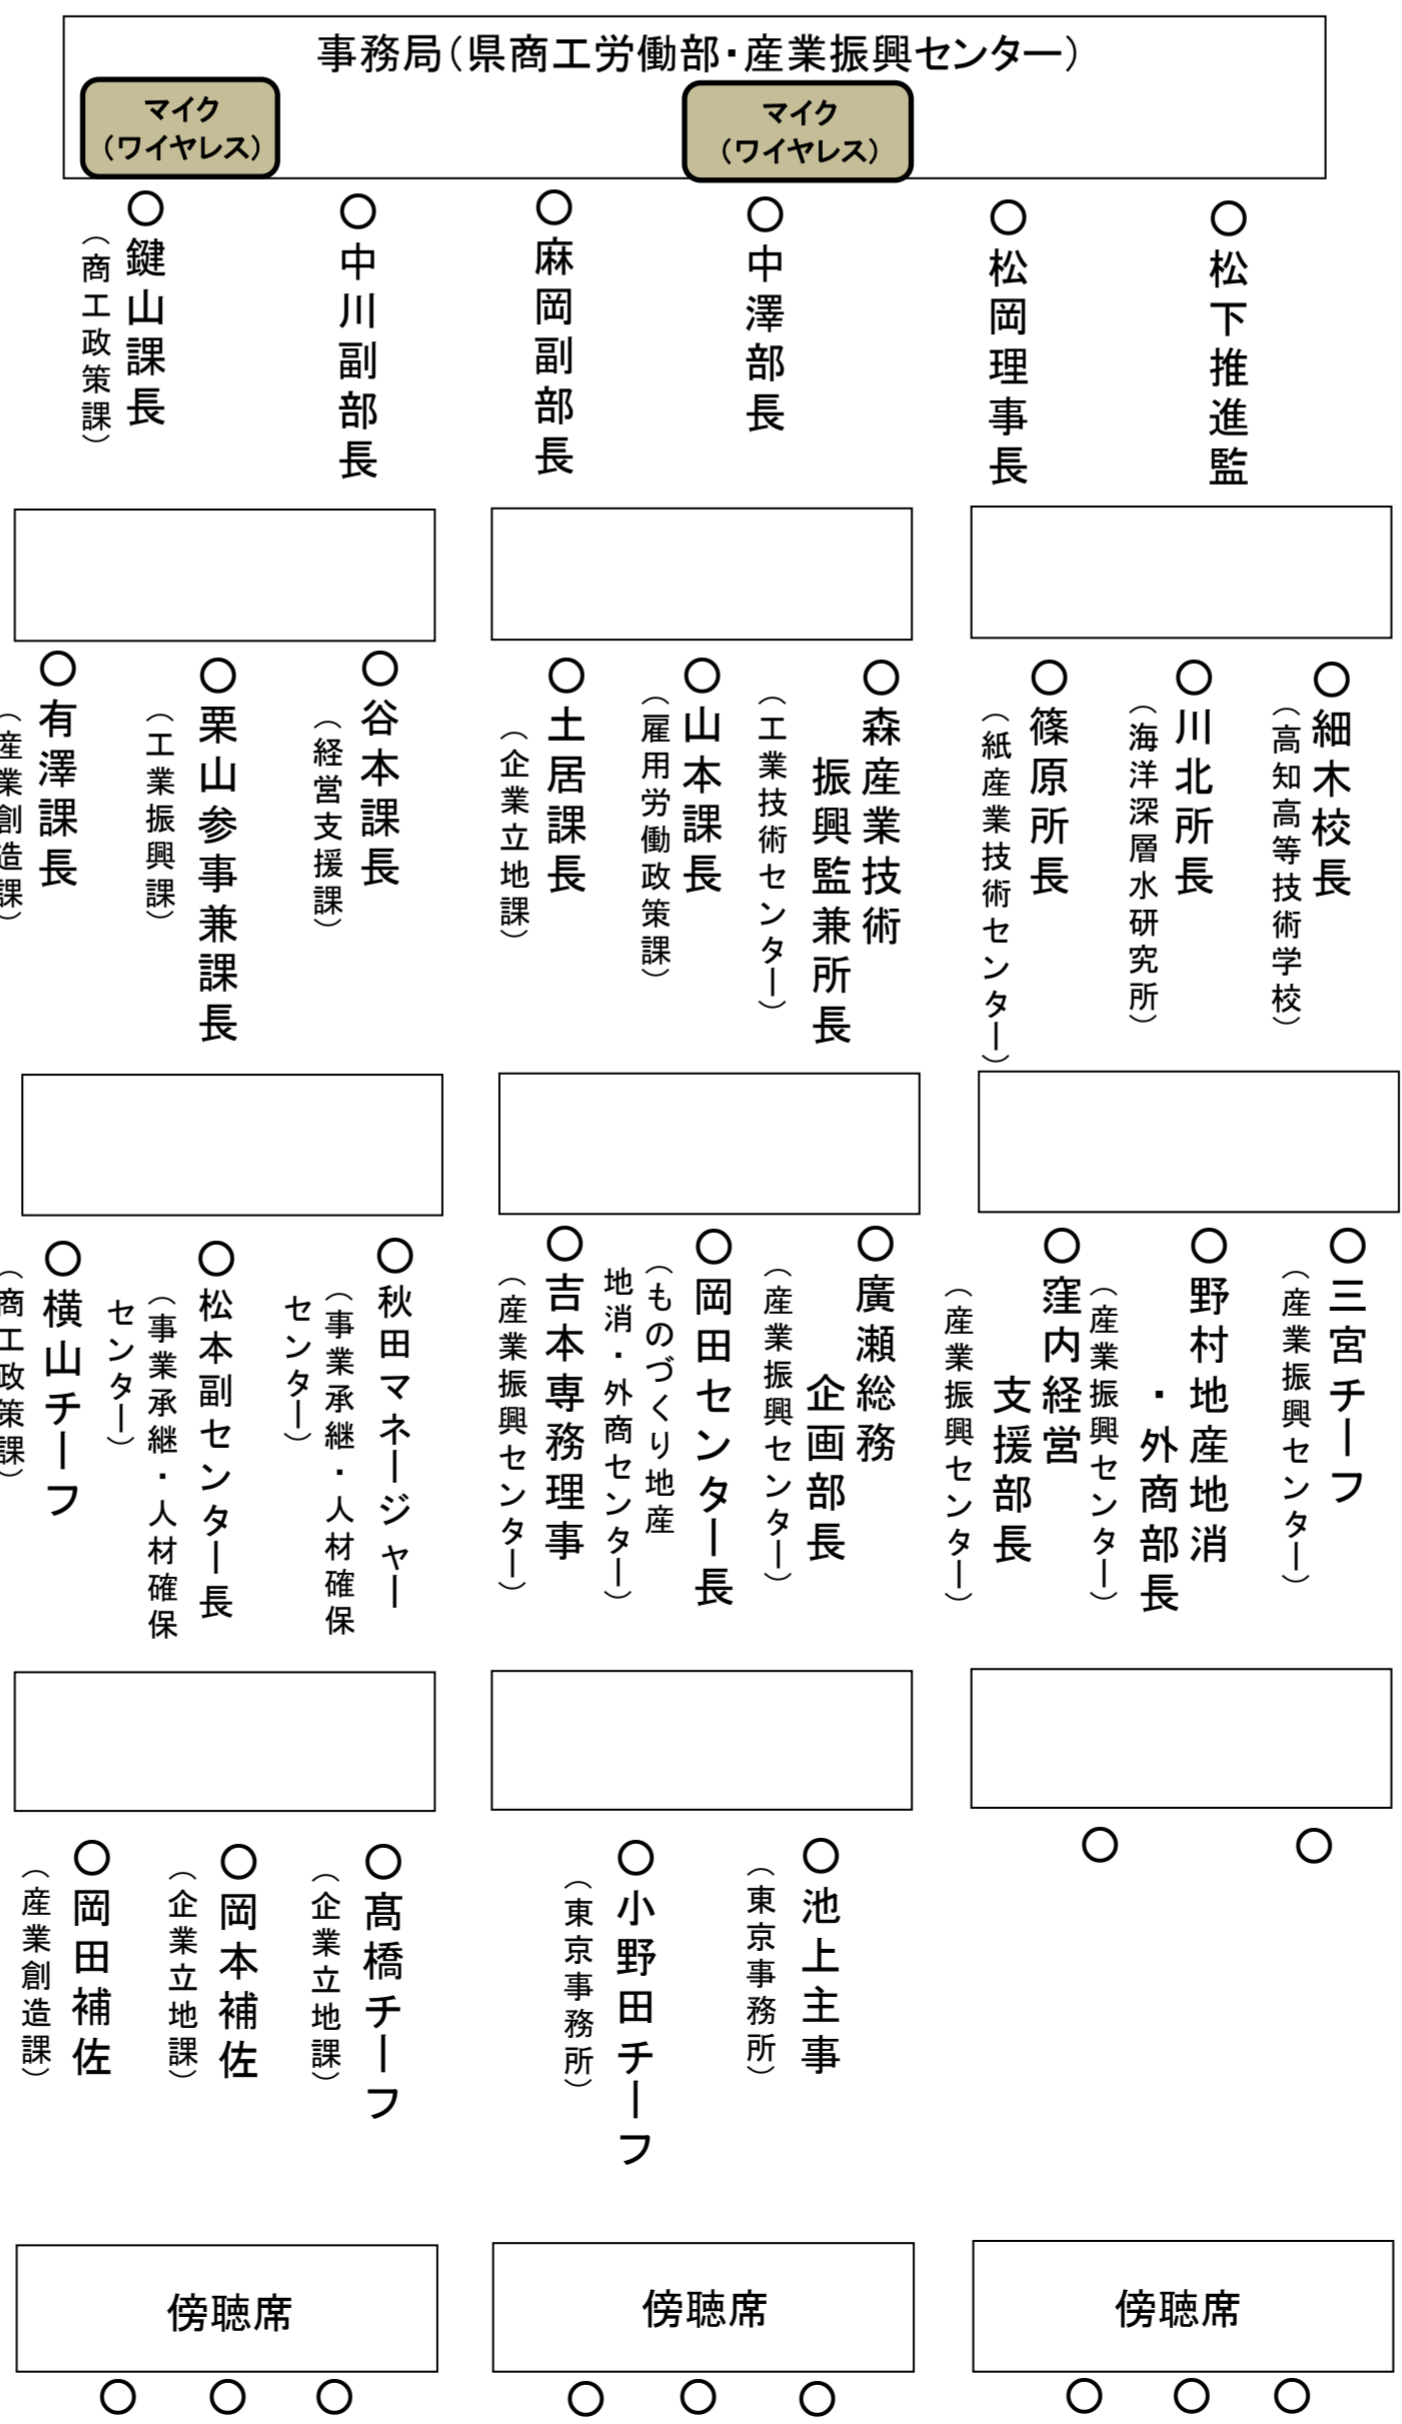 事務局（県商工労働部・産業振興センター）
マイク
（ワイヤレス）
マイク
（ワイヤレス）
○松下推進監
○松岡理事長
○中澤部長
○麻岡副部長
○中川副部長
○鍵山課長
（商工政策課）
○細木校長
（高知高等技術学校）
○川北所長
（海洋深層水研究所）
○篠原所長
（紙産業技術センター）
○森産業技術
振興監兼所長
（工業技術センター）
○山本課長
（雇用労働政策課）
○土居課長
（企業立地課）
○谷本課長
（経営支援課）
○栗山参事兼課長
（工業振興課）
○有澤課長
（産業創造課）
○三宮チーフ
（産業振興センター）
○野村地産地消
・外商部長
（産業振興センター）
○窪内経営
支援部長
（産業振興センター）
○廣瀬総務
企画部長
（産業振興センター）
○岡田センター長
（ものづくり地産
地消・外商センター）
○吉本専務理事
（産業振興センター）
○秋田マネージャー
（事業承継・人材確保
センター）
○松本副センター長
（事業承継・人材確保
センター）
○横山チーフ
（商工政策課）
○
○
○池上主事
（東京事務所）
○小野田チーフ
（東京事務所）
○髙橋チーフ
（企業立地課）
○岡本補佐
（企業立地課）
○岡田補佐
（産業創造課）
傍聴席
傍聴席
傍聴席
○ ○ ○ ○ ○ ○ ○ ○ ○